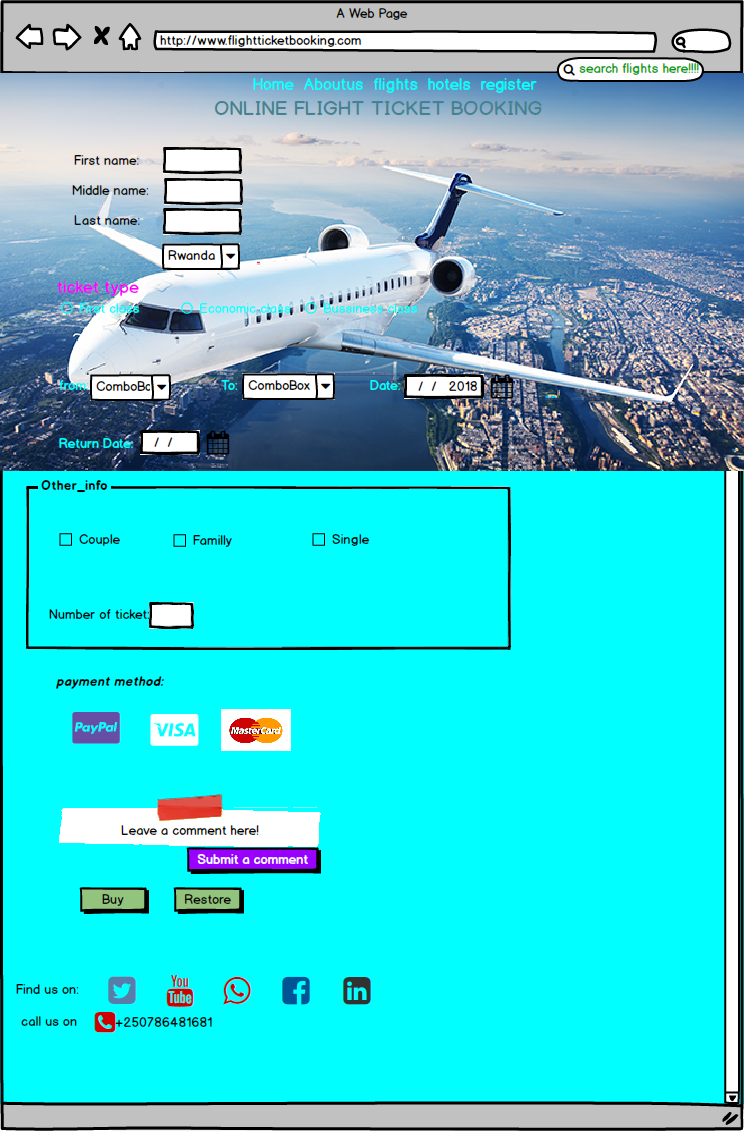 A Web Page
http://www.flightticketbooking.com
search flights here!!!!
Home Aboutus flights hotels register
ONLINE FLIGHT TICKET BOOKING
First name:
Middle name:
Last name:
Rwanda
ticket type
Fast class Economic class Bussiness class
from: ComboBo To: ComboBox Date: / / 2018
Return Date: / /
Other_info
Couple Familly Single
Number of ticket:
payment method:
PayPal VISA MasterCard
Leave a comment here!
Submit a comment
Buy Restore
Find us on: You Tube
call us on +250786481681